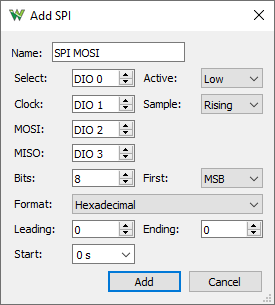 Add SPI
Name: SPI MOSI
Select: DIO 0 Active: Low
Clock: DIO 1 Sample: Rising
MOSI: DIO 2
MISO: DIO 3
Bits: 8 First: MSB
Format: Hexadecimal
Leading: 0 Ending: 0
Start: 0 s
Add Cancel